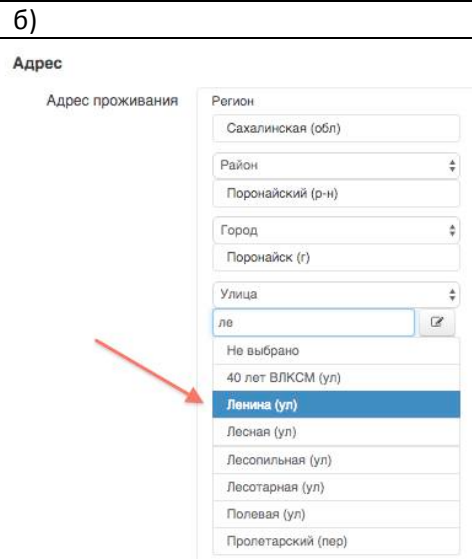 б)
Адрес
Адрес проживания
Регион
Сахалинская (обл)
Район
Поронайский (р-н)
Город
Поронайск (г)
Улица
ле
Не выбрано
40 лет ВЛКСМ (ул)
Ленина (ул)
Лесная (ул)
Лесопильная (ул)
Лесотарная (ул)
Полевая (ул)
Пролетарский (пер)